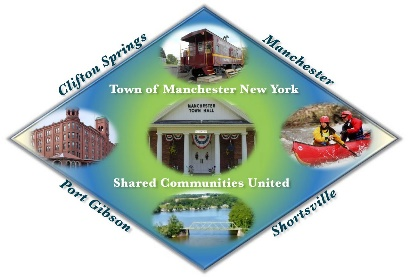 Clifton Springs
Manchester
Town of Manchester New York
MANCHESTER
TOWN HALL
Shared Communities United
Port Gibson
Shortsville